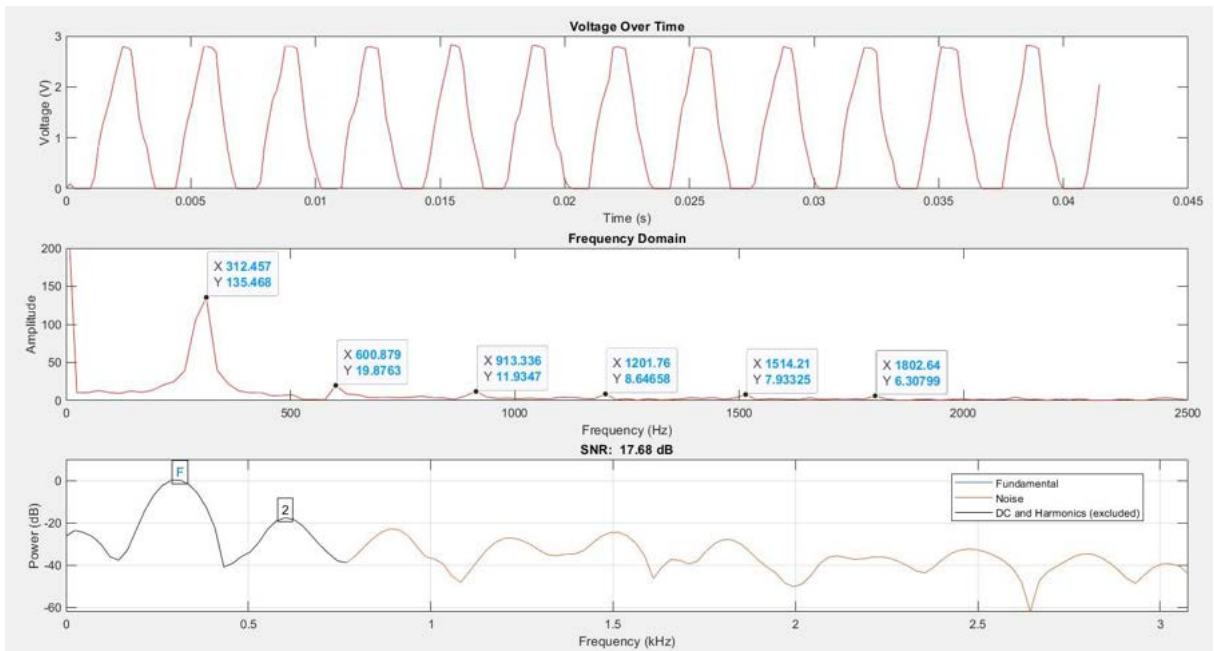 Voltage Over Time
3
2
1
0
Voltage (V)
0 0.005 0.01 0.015 0.02 0.025 0.03 0.035 0.04 0.045
Time (s)
Frequency Domain
200
150
100
50
0
Amplitude
X 312.457
Y 135.468
X 600.879
Y 19.8763
X 913.336
Y 11.9347
X 1201.76
Y 8.64658
X 1514.21
Y 7.93325
X 1802.64
Y 6.30799
0 500 1000 1500 2000 2500
Frequency (Hz)
SNR: 17.68 dB
0
-20
-40
-60
Power (dB)
F
2
Fundamental
Noise
DC and Harmonics (excluded)
0 0.5 1 1.5 2 2.5 3
Frequency (kHz)